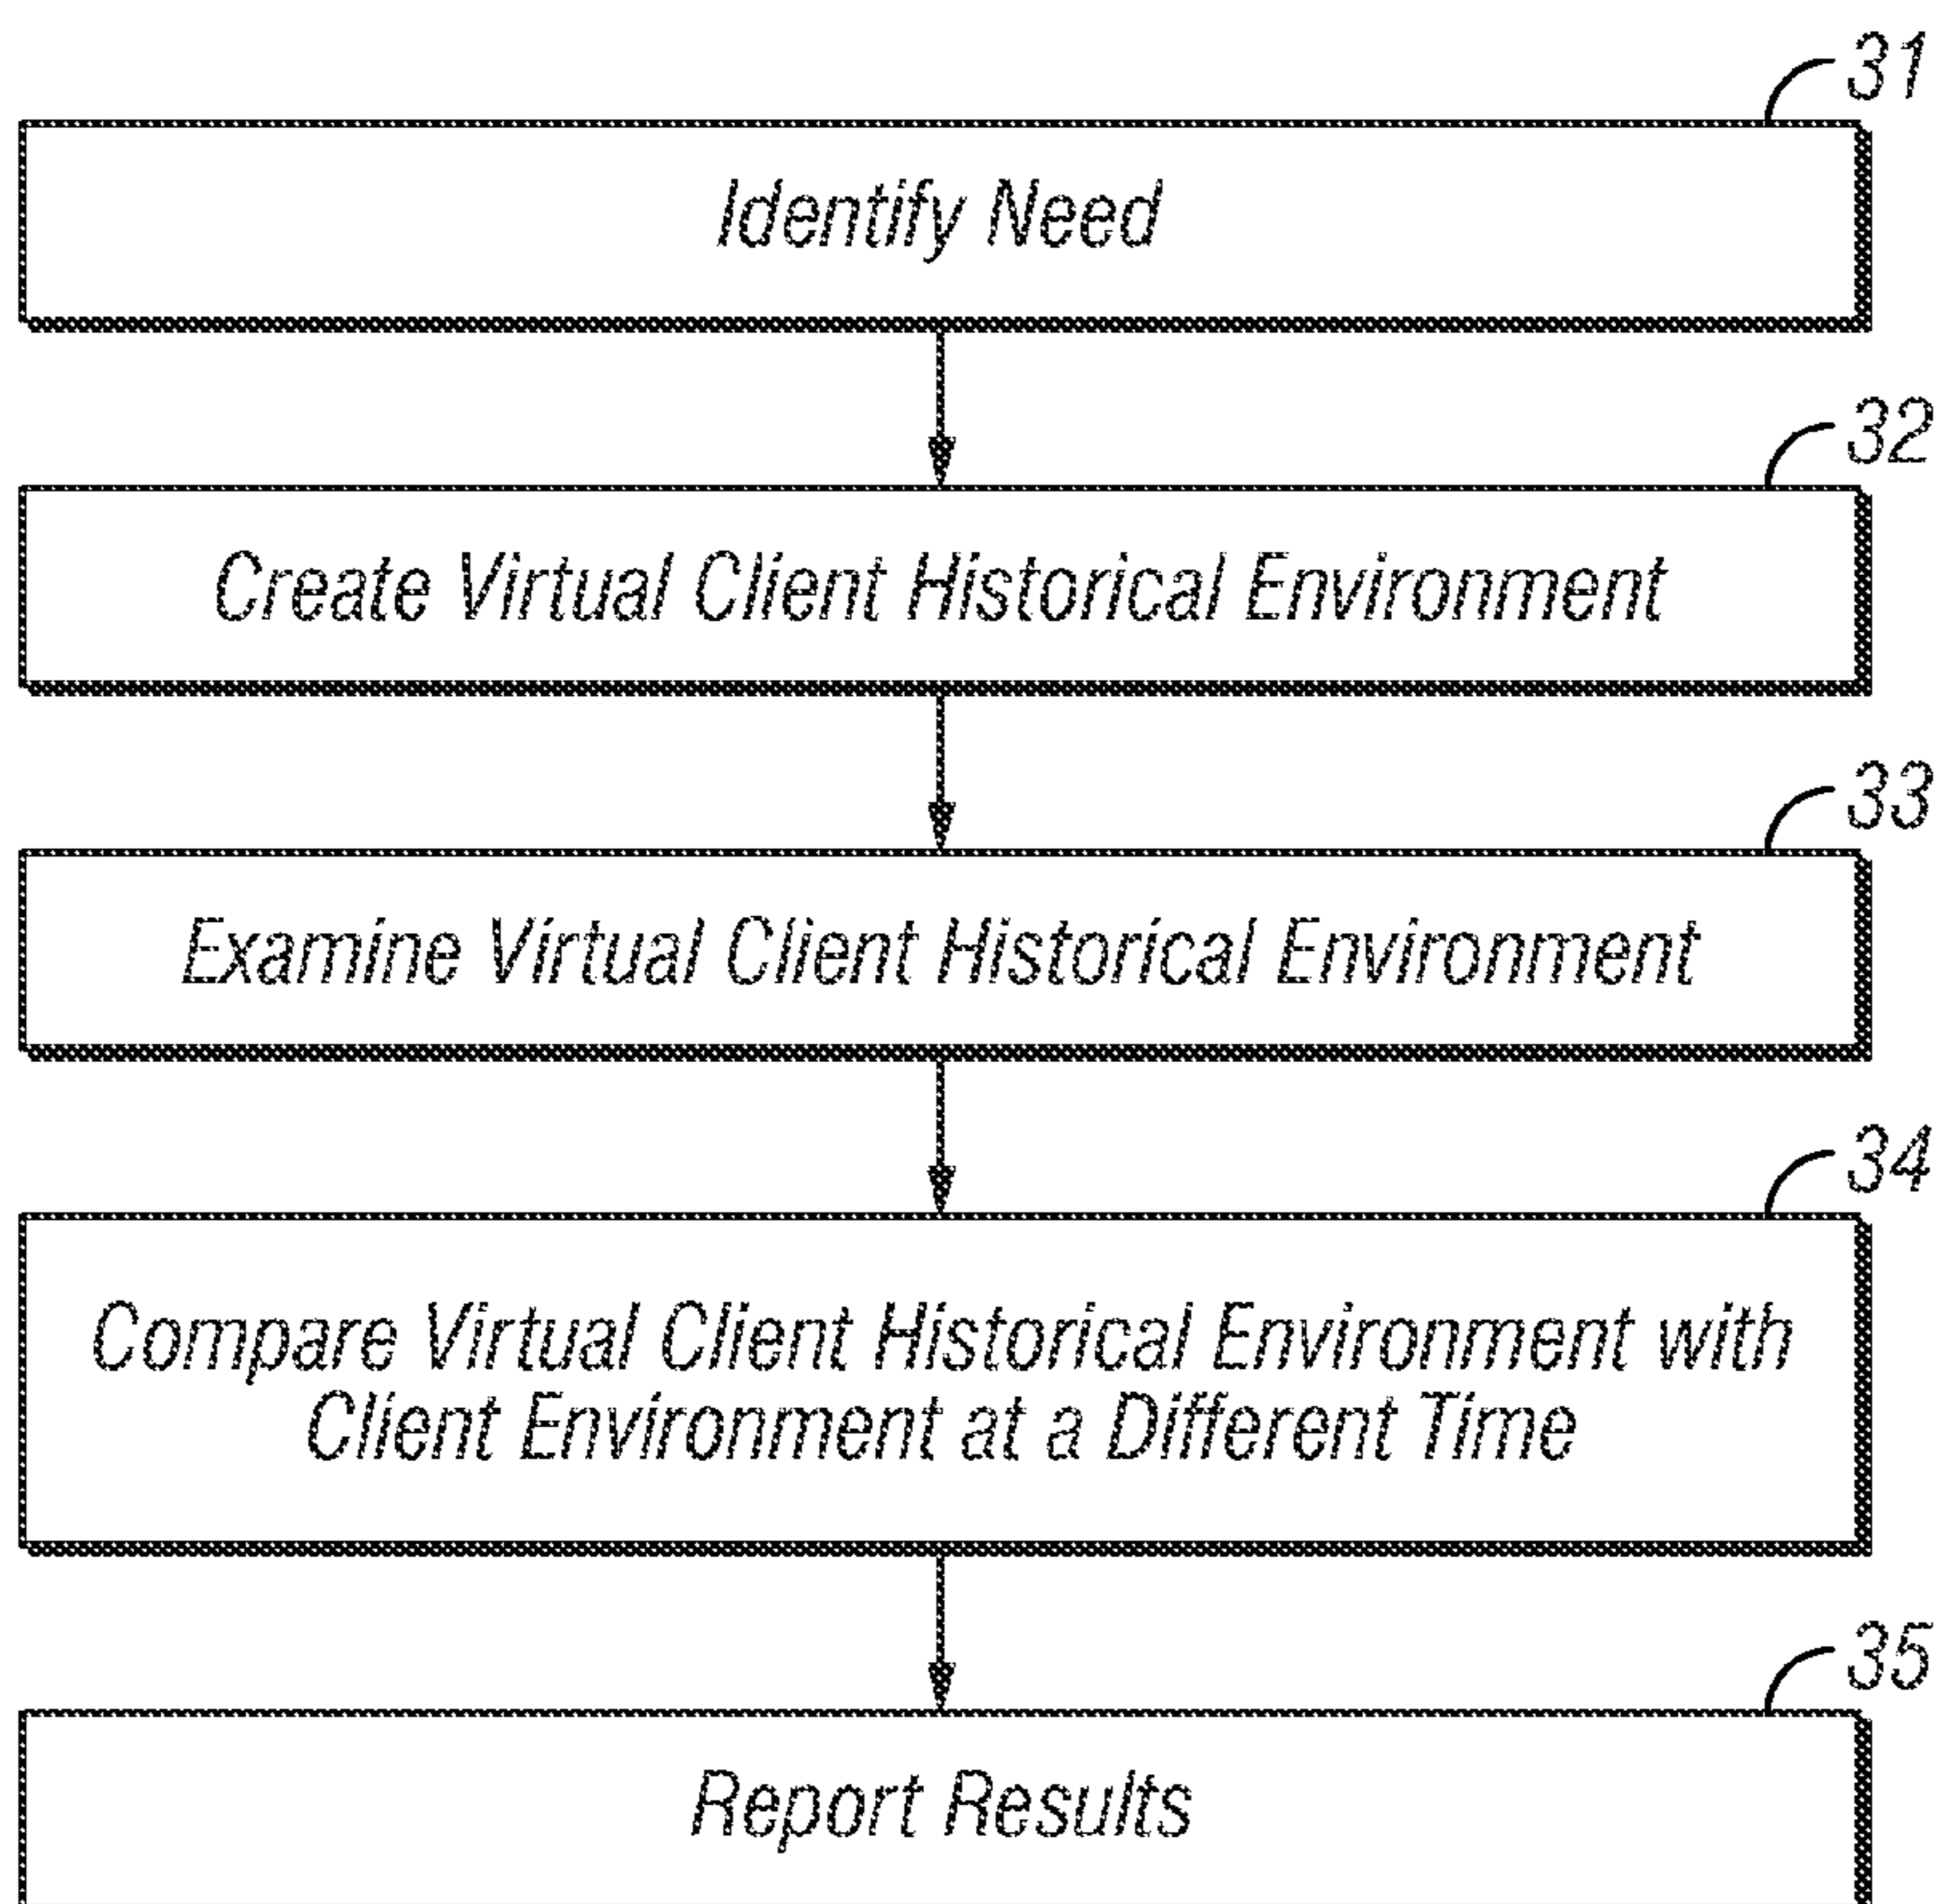 31
Identify Need
32
Create Virtual Client Historical Environment
33
Examine Virtual Client Historical Environment
34
Compare Virtual Client Historical Environment with
Client Environment at a Different Time
35
Report Results